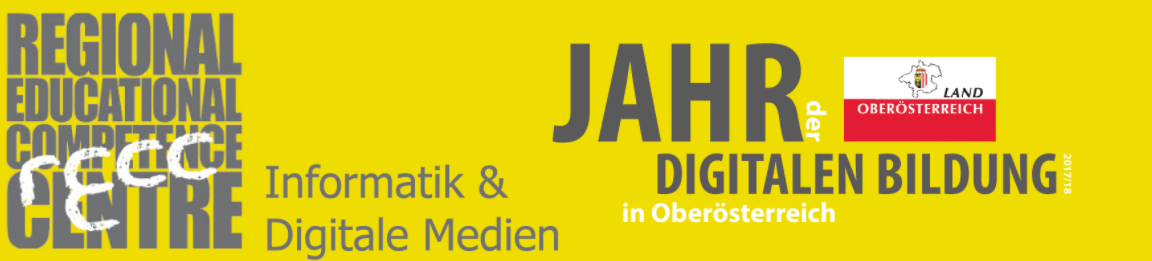 REGIONAL
EDUCATIONAL
COMPETENCE
CENTRE
recc
Informatik &
Digitale Medien
JAHR
der
DIGITALEN BILDUNG
2017/18
in Oberösterreich
LAND
OBERÖSTERREICH